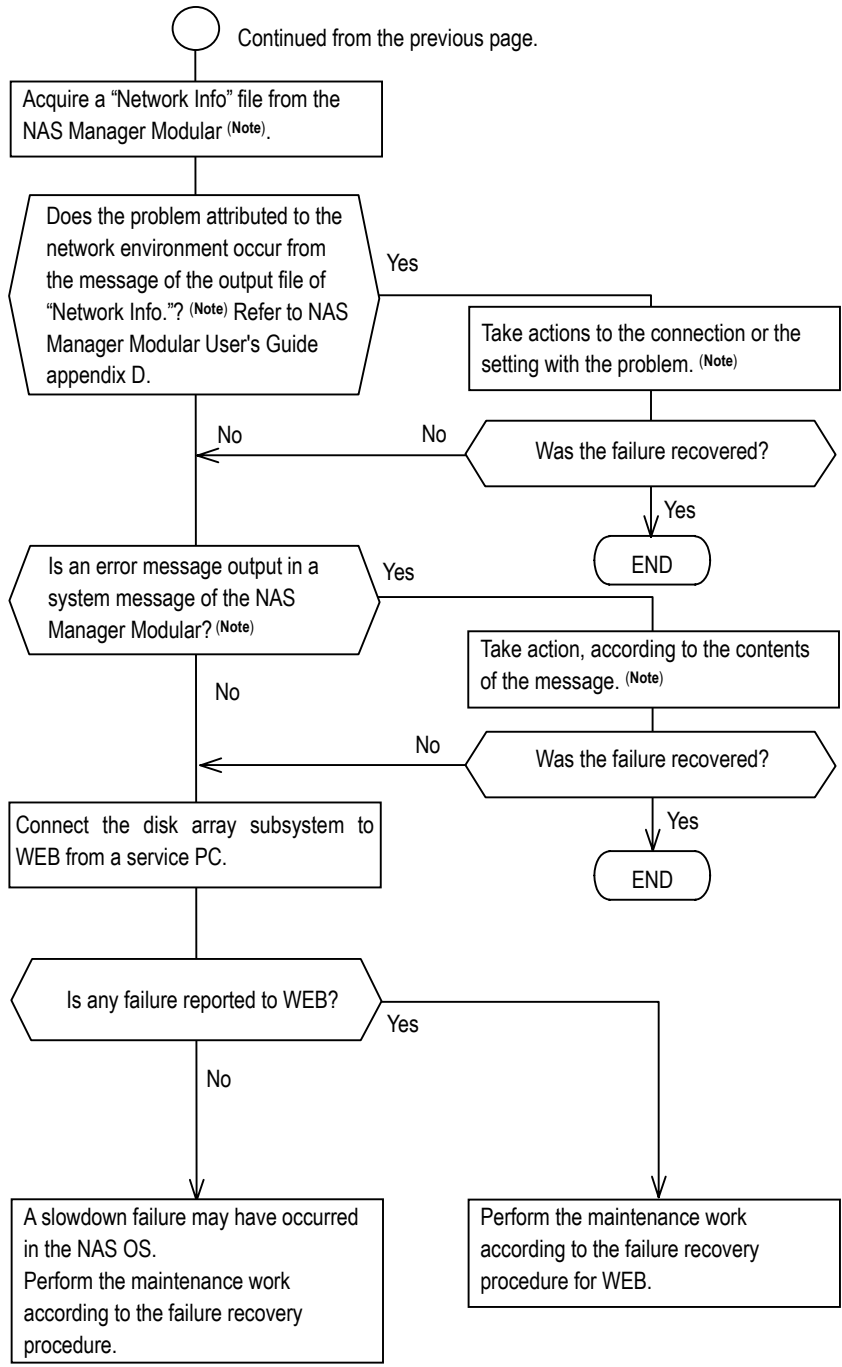 Continued from the previous page.
Acquire a “Network Info” file from the
NAS Manager Modular (Note).
Does the problem attributed to the
network environment occur from
the message of the output file of
“Network Info.”? (Note) Refer to NAS
Manager Modular User's Guide
appendix D.
Yes
Take actions to the connection or the
setting with the problem. (Note)
No
No
Was the failure recovered?
Yes
END
Is an error message output in a
system message of the NAS
Manager Modular? (Note)
Yes
Take action, according to the contents
of the message. (Note)
No
No
Was the failure recovered?
Yes
END
Connect the disk array subsystem to
WEB from a service PC.
Is any failure reported to WEB?
Yes
No
A slowdown failure may have occurred
in the NAS OS.
Perform the maintenance work
according to the failure recovery
procedure.
Perform the maintenance work
according to the failure recovery
procedure for WEB.